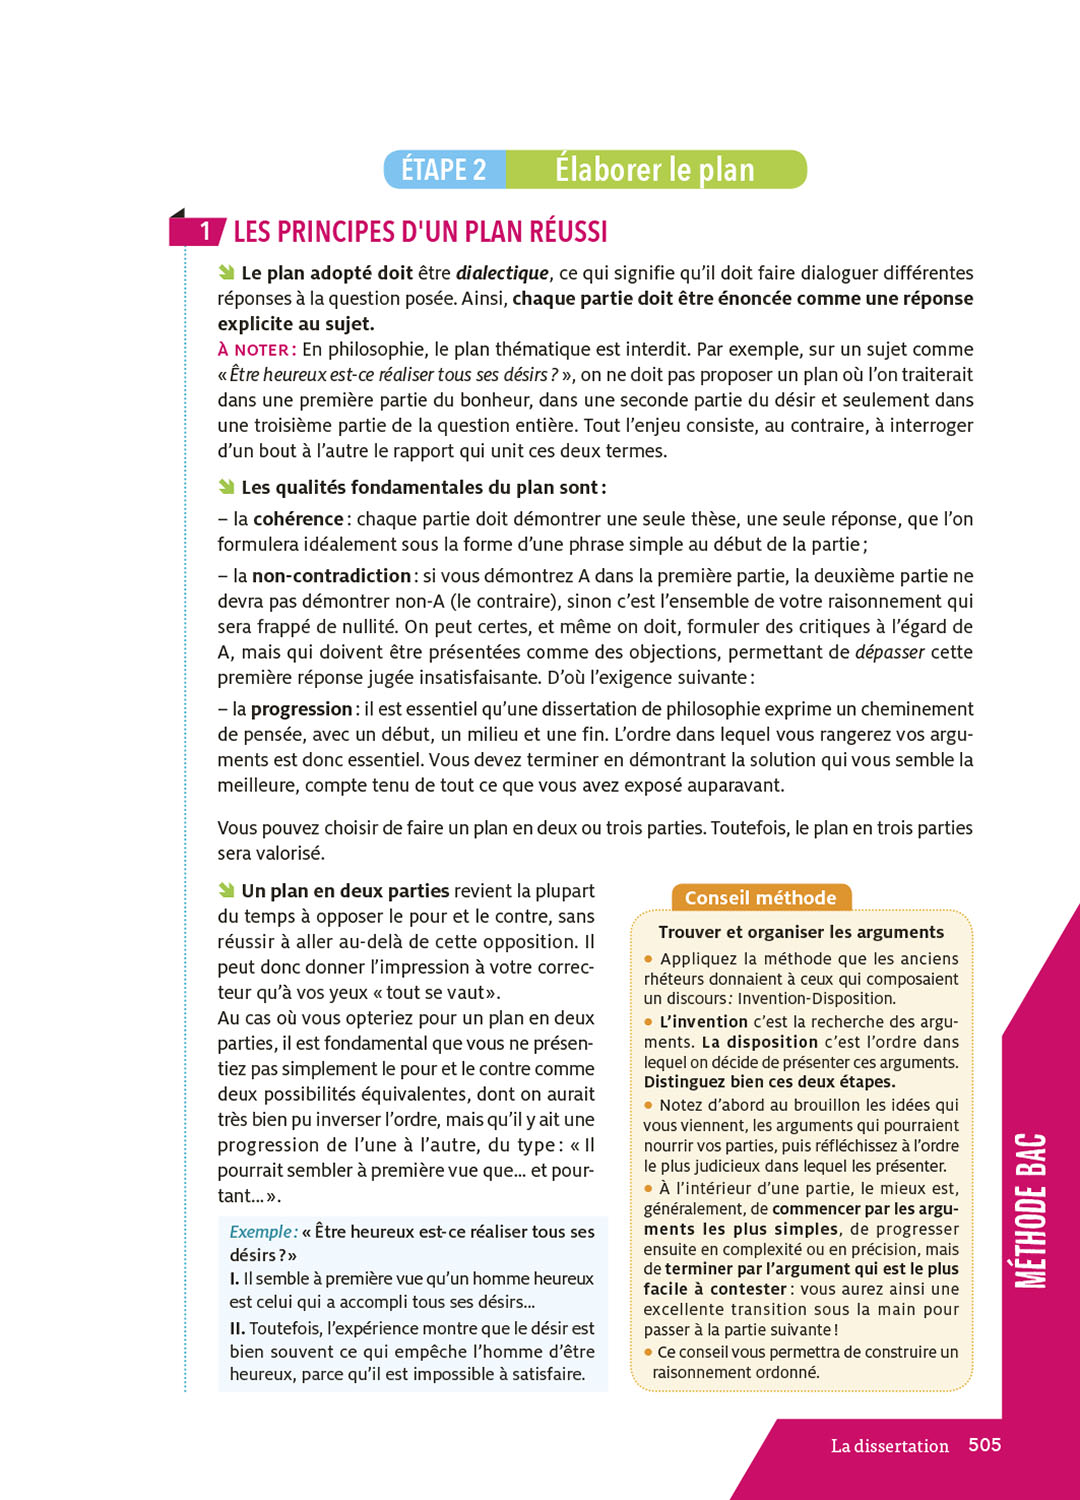 ÉTAPE 2 Élaborer le plan
1 LES PRINCIPES D'UN PLAN RÉUSSI
Le plan adopté doit être dialectique, ce qui signifie qu'il doit faire dialoguer différentes
réponses à la question posée. Ainsi, chaque partie doit être énoncée comme une réponse
explicite au sujet.
À NOTER : En philosophie, le plan thématique est interdit. Par exemple, sur un sujet comme
« Être heureux est-ce réaliser tous ses désirs ? », on ne doit pas proposer un plan où l'on traiterait
dans une première partie du bonheur, dans une seconde partie du désir et seulement dans
une troisième partie de la question entière. Tout l'enjeu consiste, au contraire, à interroger
d'un bout à l'autre le rapport qui unit ces deux termes.
Les qualités fondamentales du plan sont :
– la cohérence : chaque partie doit démontrer une seule thèse, une seule réponse, que l'on
formulera idéalement sous la forme d'une phrase simple au début de la partie ;
– la non-contradiction : si vous démontrez A dans la première partie, la deuxième partie ne
devra pas démontrer non-A (le contraire), sinon c'est l'ensemble de votre raisonnement qui
sera frappé de nullité. On peut certes, et même on doit, formuler des critiques à l'égard de
A, mais qui doivent être présentées comme des objections, permettant de dépasser cette
première réponse jugée insatisfaisante. D'où l'exigence suivante :
– la progression : il est essentiel qu'une dissertation de philosophie exprime un cheminement
de pensée, avec un début, un milieu et une fin. L'ordre dans lequel vous rangerez vos argu-
ments est donc essentiel. Vous devez terminer en démontrant la solution qui vous semble la
meilleure, compte tenu de tout ce que vous avez exposé auparavant.
Vous pouvez choisir de faire un plan en deux ou trois parties. Toutefois, le plan en trois parties
sera valorisé.
Un plan en deux parties revient la plupart
du temps à opposer le pour et le contre, sans
réussir à aller au-delà de cette opposition. Il
peut donc donner l'impression à votre correc-
teur qu'à vos yeux « tout se vaut».
Au cas où vous opteriez pour un plan en deux
parties, il est fondamental que vous ne présen-
tiez pas simplement le pour et le contre comme
deux possibilités équivalentes, dont on aurait
très bien pu inverser l'ordre, mais qu'il y ait une
progression de l'une à l'autre, du type : « Il
pourrait sembler à première vue que... et pour-
tant... ».
Exemple : « Être heureux est-ce réaliser tous ses
désirs ?»
I. Il semble à première vue qu'un homme heureux
est celui qui a accompli tous ses désirs...
II. Toutefois, l'expérience montre que le désir est
bien souvent ce qui empêche l'homme d'être
heureux, parce qu'il est impossible à satisfaire.
Conseil méthode
Trouver et organiser les arguments
• Appliquez la méthode que les anciens
rhéteurs donnaient à ceux qui composaient
un discours : Invention-Disposition.
• L'invention c'est la recherche des argu-
ments. La disposition c'est l'ordre dans
lequel on décide de présenter ces arguments.
Distinguez bien ces deux étapes.
• Notez d'abord au brouillon les idées qui
vous viennent, les arguments qui pourraient
nourrir vos parties, puis réfléchissez à l'ordre
le plus judicieux dans lequel les présenter.
• À l'intérieur d'une partie, le mieux est,
généralement, de commencer par les argu-
ments les plus simples, de progresser
ensuite en complexité ou en précision, mais
de terminer par l'argument qui est le plus
facile à contester : vous aurez ainsi une
excellente transition sous la main pour
passer à la partie suivante !
• Ce conseil vous permettra de construire un
raisonnement ordonné.
MÉTHODE BAC
La dissertation 505